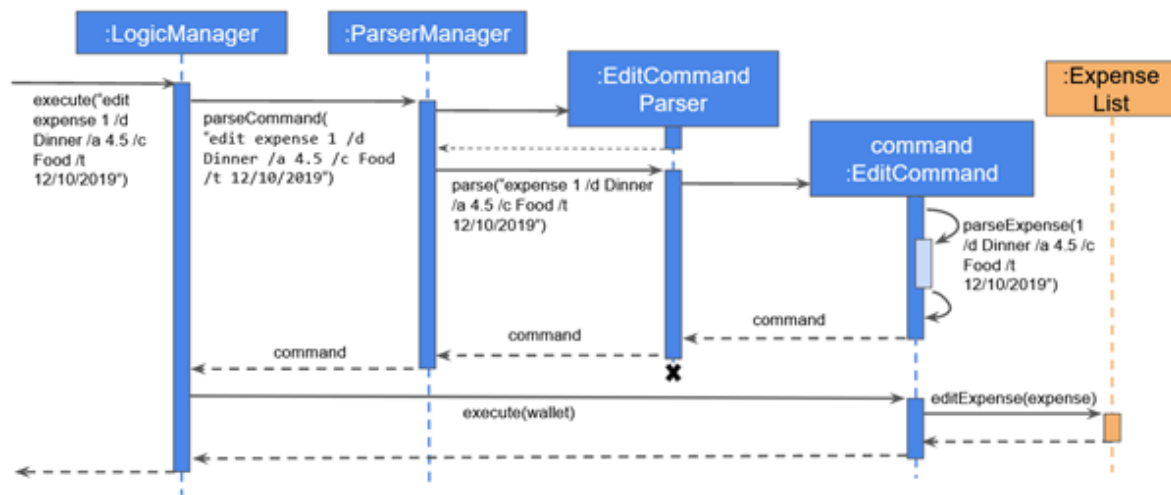 :LogicManager
:ParserManager
:EditCommand
Parser
:Expense
List
execute("edit
expense 1 /d
Dinner /a 4.5 /c
Food /t
12/10/2019")
parseCommand(
"edit expense 1 /d
Dinner /a 4.5 /c Food
/t 12/10/2019")
command
:EditCommand
parse("expense 1 /d Dinner
/a 4.5 /c Food /t
12/10/2019")
parseExpense(1
/d Dinner /a 4.5 /c
Food /t
12/10/2019")
command
command
command
execute(wallet)
editExpense(expense)